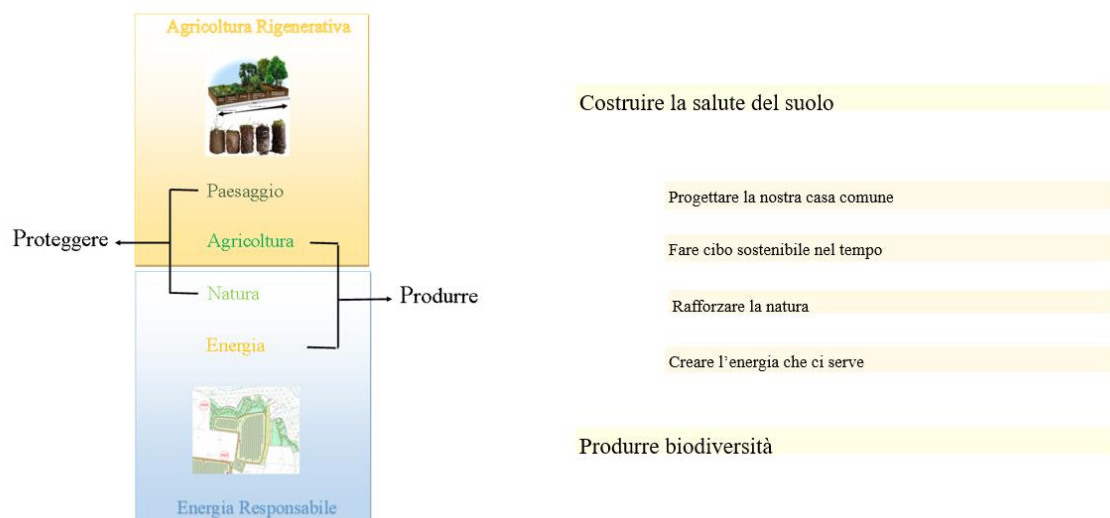 Agricoltura Rigenerativa
Costruire la salute del suolo
Paesaggio
Progettare la nostra casa comune
Proteggere
Agricoltura
Fare cibo sostenibile nel tempo
Natura
Produrre
Rafforzare la natura
Energia
Creare l’energia che ci serve
Produrre biodiversità
Energia Responsabile